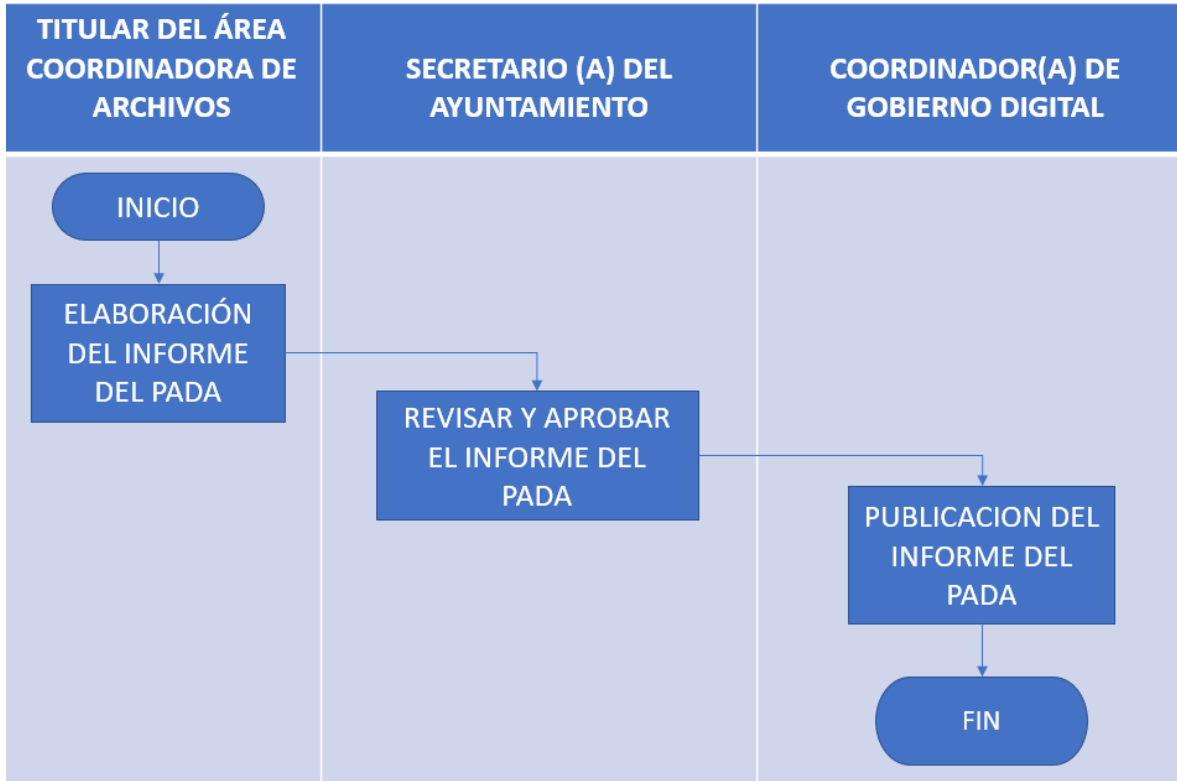 TITULAR DEL ÁREA
COORDINADORA DE
ARCHIVOS
SECRETARIO (A) DEL
AYUNTAMIENTO
COORDINADOR(A) DE
GOBIERNO DIGITAL
INICIO
ELABORACIÓN
DEL INFORME
DEL PADA
REVISAR Y APROBAR
EL INFORME DEL
PADA
PUBLICACION DEL
INFORME DEL
PADA
FIN